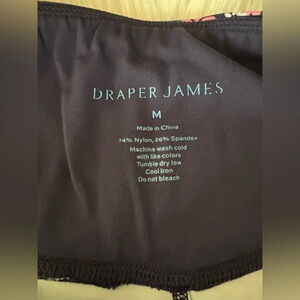 DRAPER JAMES
M
Made in China
74% Nylon, 26% Spandex
Machine wash cold
with like colors
Tumble dry low
Cool iron
Do not bleach